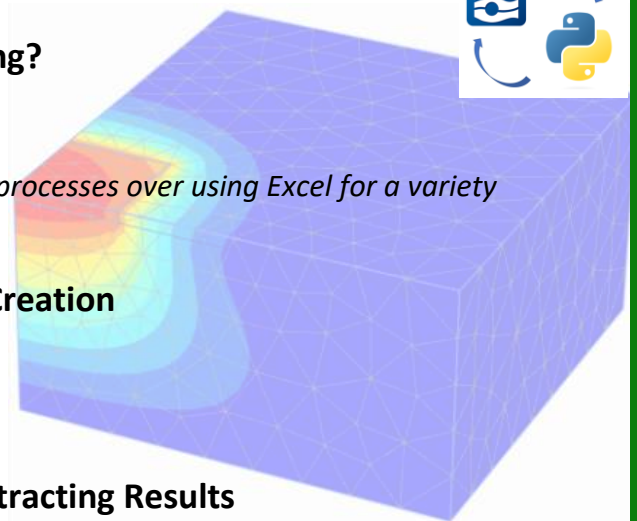 ng?
processes over using Excel for a variety
Creation
tracting Results